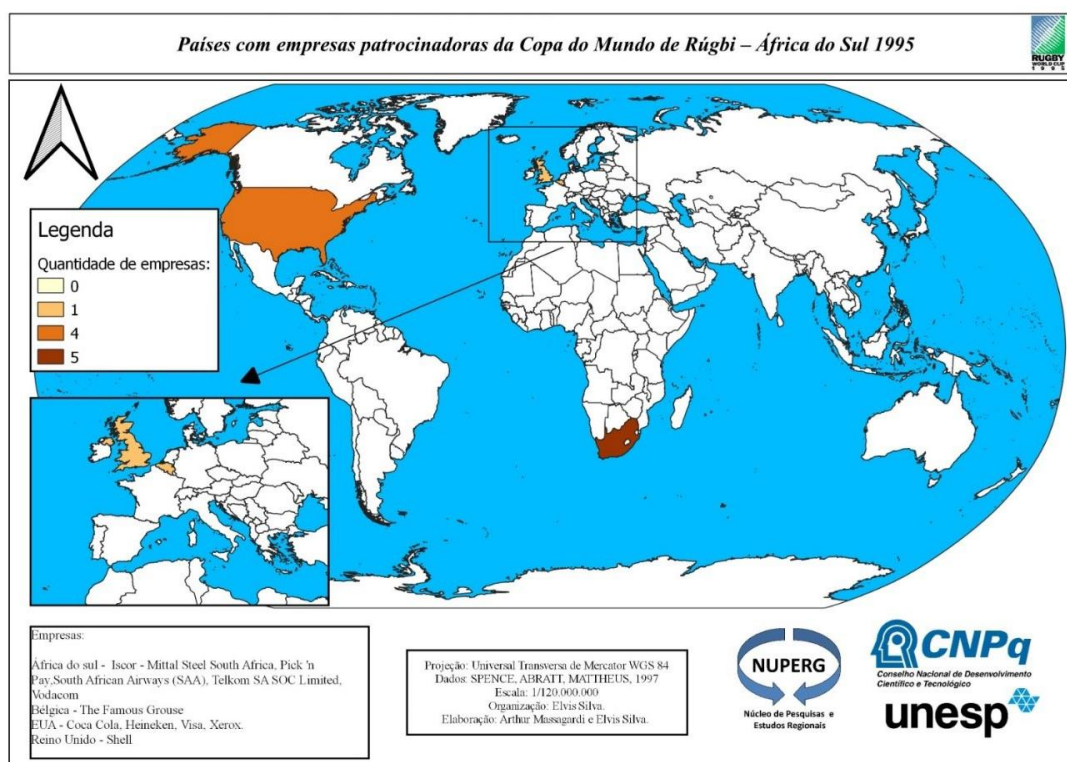 Países com empresas patrocinadoras da Copa do Mundo de Rúgbi – África do Sul 1995
RUGBY
WORLD CUP
1995
Legenda
Quantidade de empresas:
0
1
4
5
Empresas:
África do sul - Iscor - Mittal Steel South Africa, Pick 'n
Pay,South African Airways (SAA), Telkom SA SOC Limited,
Vodacom
Bélgica - The Famous Grouse
EUA - Coca Cola, Heineken, Visa, Xerox.
Reino Unido - Shell
Projeção: Universal Transversa de Mercator WGS 84
Dados: SPENCE, ABRATT, MATTHEUS, 1997
Escala: 1/120.000.000
Organização: Elvis Silva.
Elaboração: Arthur Massagardi e Elvis Silva.
NUPERG
Núcleo de Pesquisas e
Estudos Regionais
CNPq
Conselho Nacional de Desenvolvimento
Científico e Tecnológico
unesp